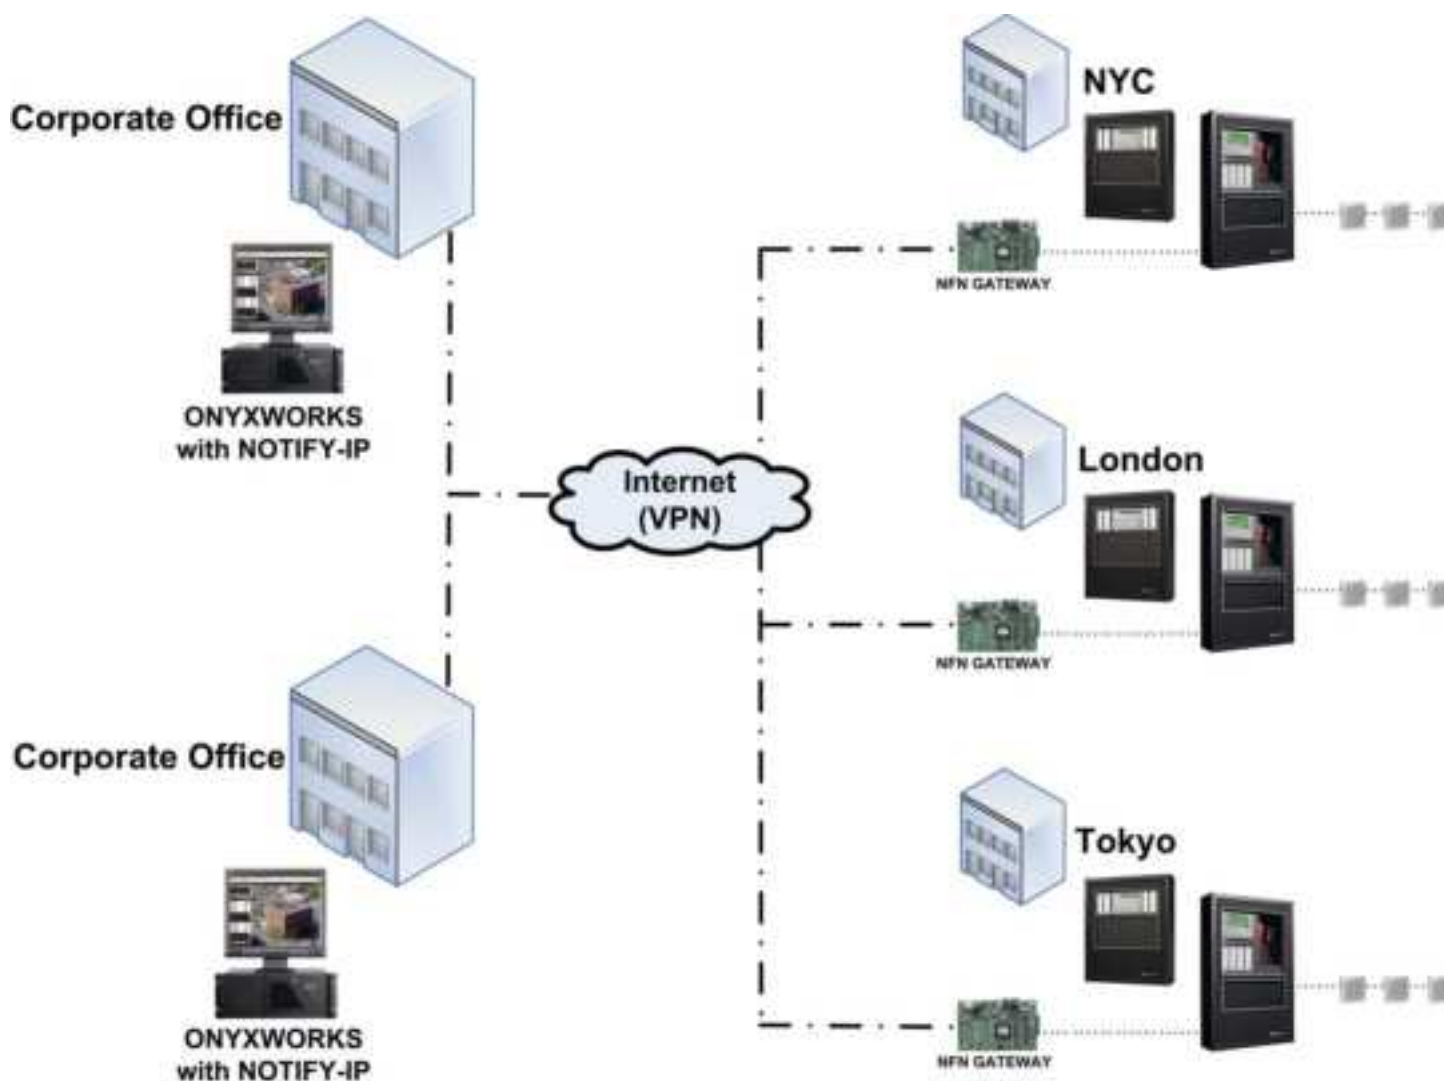 Corporate Office
ONYXWORKS
with NOTIFY-IP
Internet
(VPN)
NYC
NFN GATEWAY
London
NFN GATEWAY
Tokyo
NFN GATEWAY
Corporate Office
ONYXWORKS
with NOTIFY-IP